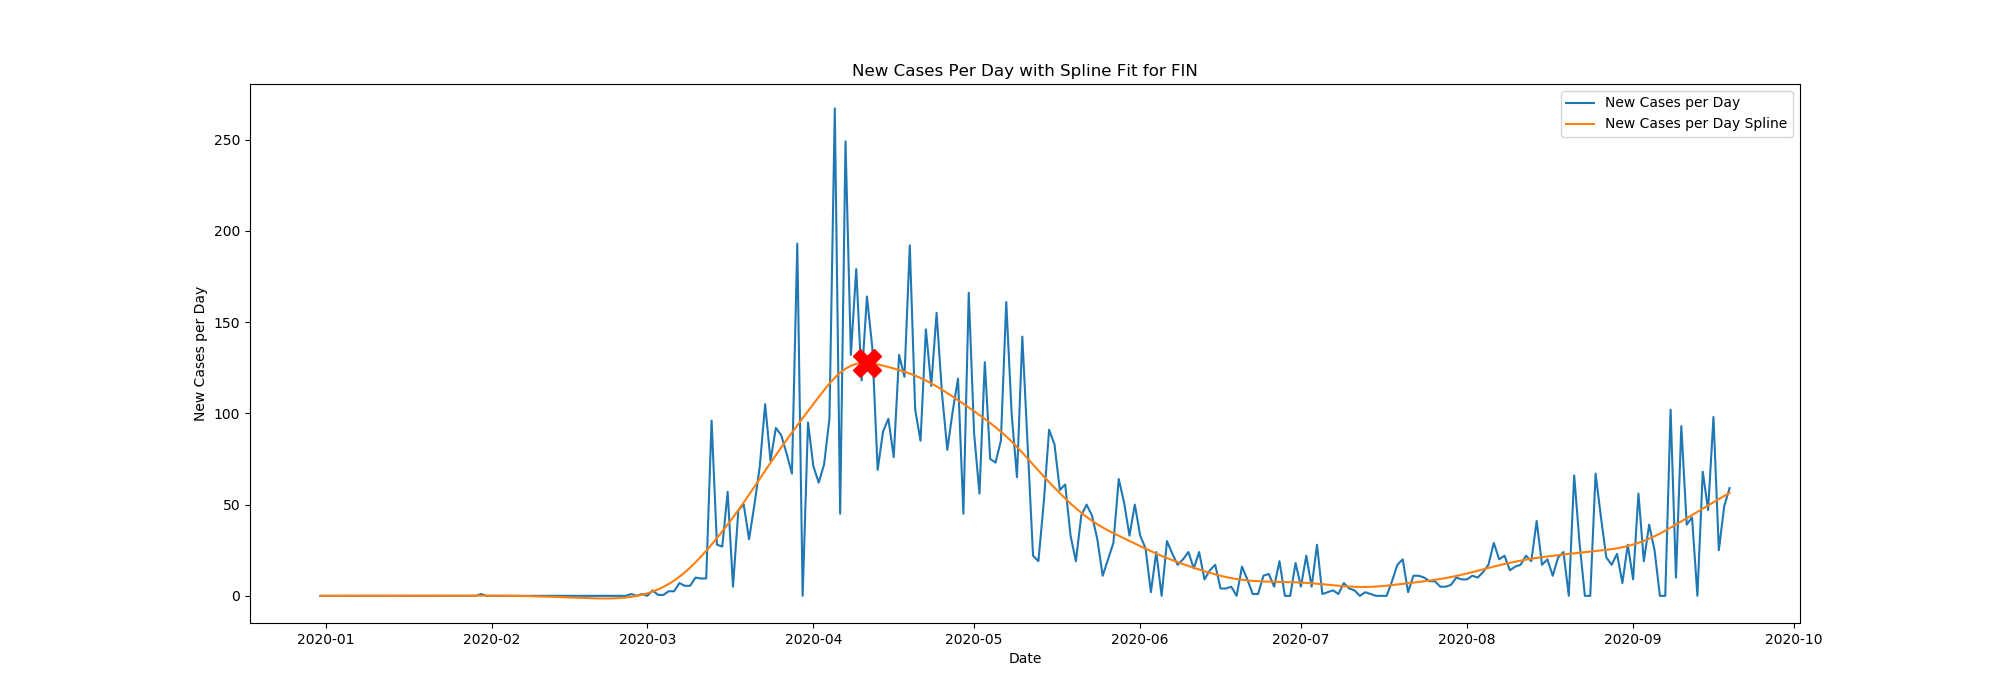 New Cases Per Day with Spline Fit for FIN
New Cases per Day
New Cases per Day Spline
250
200
150
100
50
0
New Cases per Day
2020-01 2020-02 2020-03 2020-04 2020-05 2020-06 2020-07 2020-08 2020-09 2020-10
Date